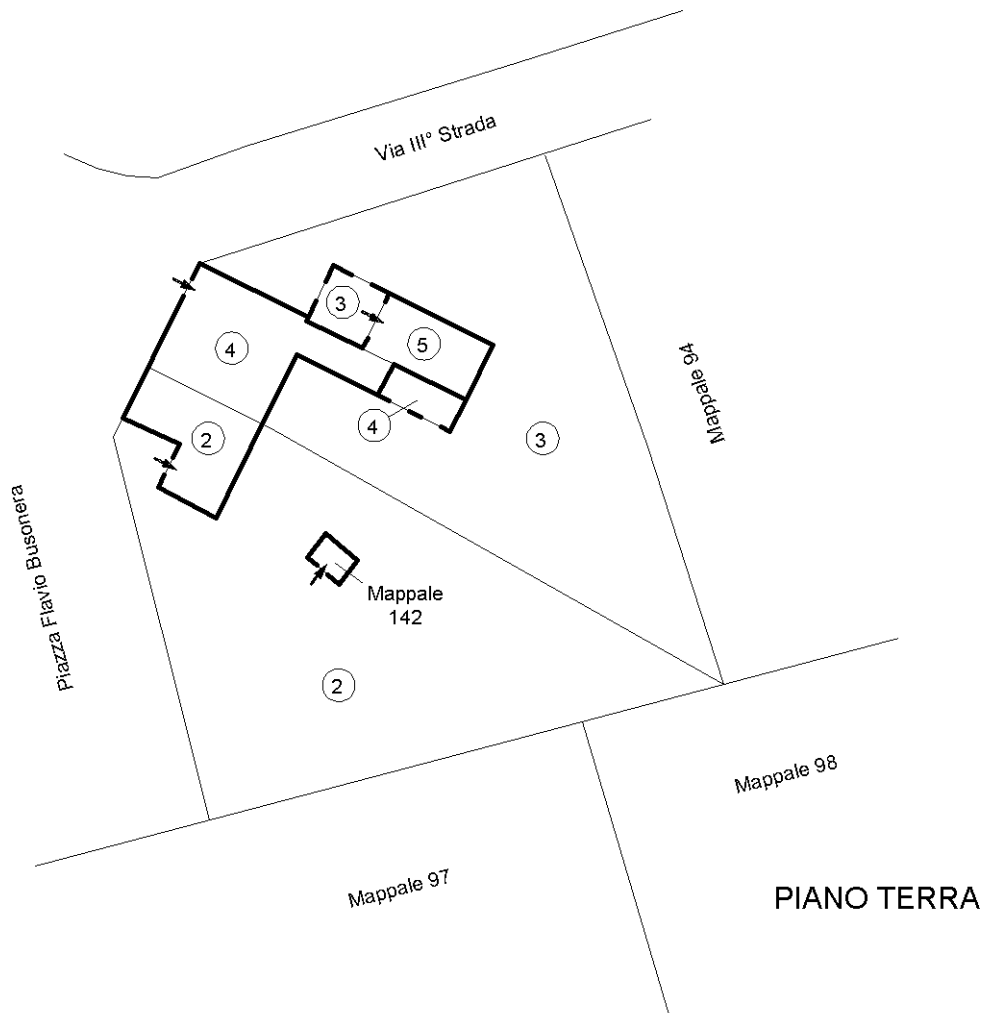 Via III° Strada
3
5
4
4
3
2
Mappale 94
Piazza Flavio Busonera
Mappale
142
2
Mappale 98
Mappale 97
PIANO TERRA